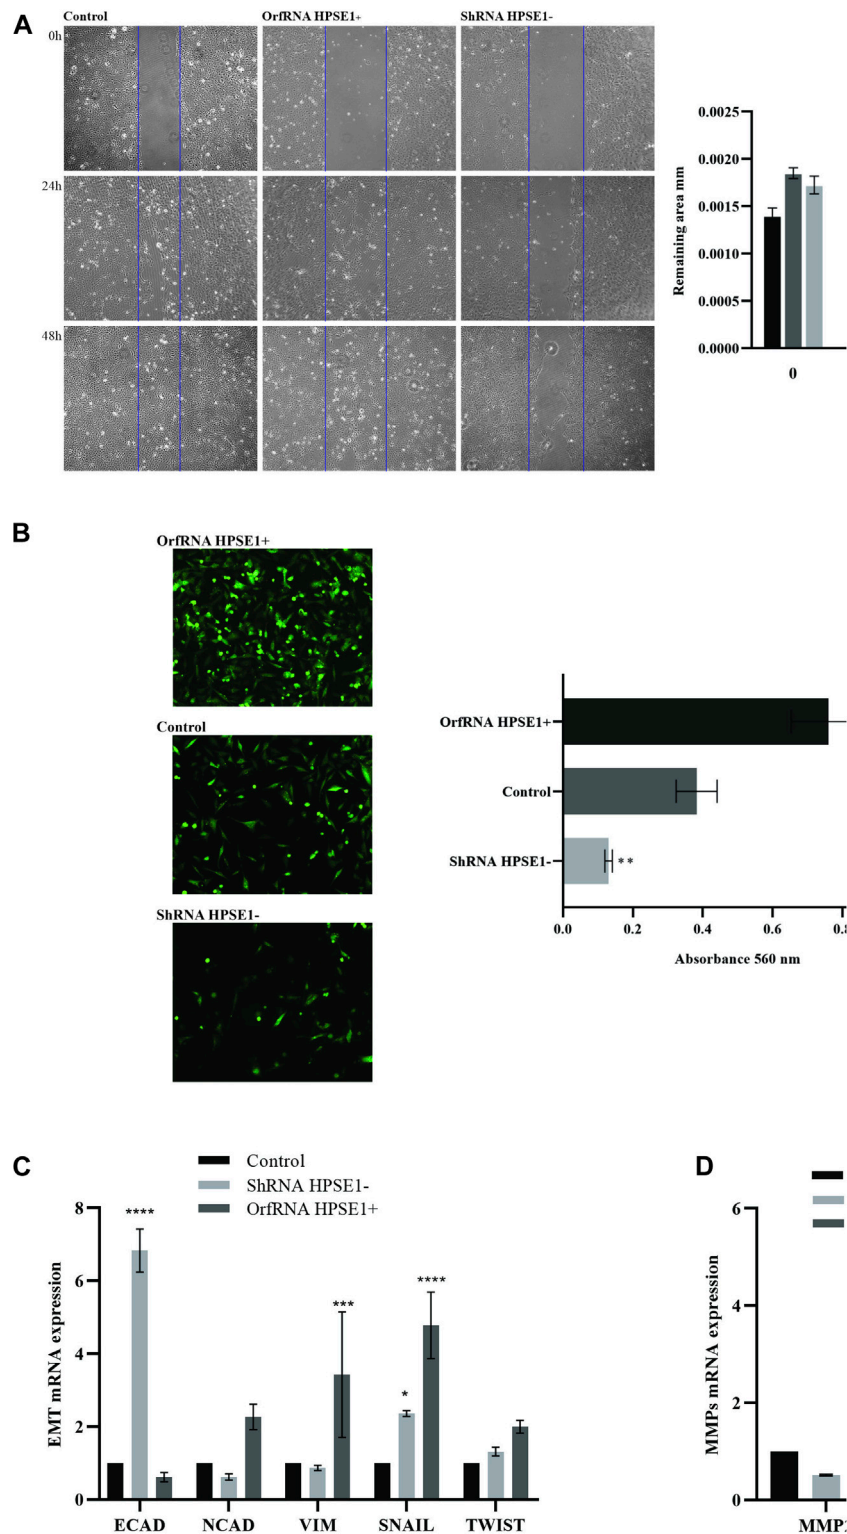 A
Control
OrfRNA HPSE1+
ShRNA HPSE1-
0h
24h
48h
Remaining area mm
0.0025
0.0020
0.0015
0.0010
0.0005
0.0000
0
B
OrfRNA HPSE1+
Control
ShRNA HPSE1-
OrfRNA HPSE1+
Control
ShRNA HPSE1-
**
0.0 0.2 0.4 0.6
Absorbance 560 nm
C
Control
ShRNA HPSE1-
OrfRNA HPSE1+
EMT mRNA expression
8
6
4
2
0
****
***
*
****
ECAD NCAD VIM SNAIL TWIST
D
MMPs mRNA expression
6
4
2
0